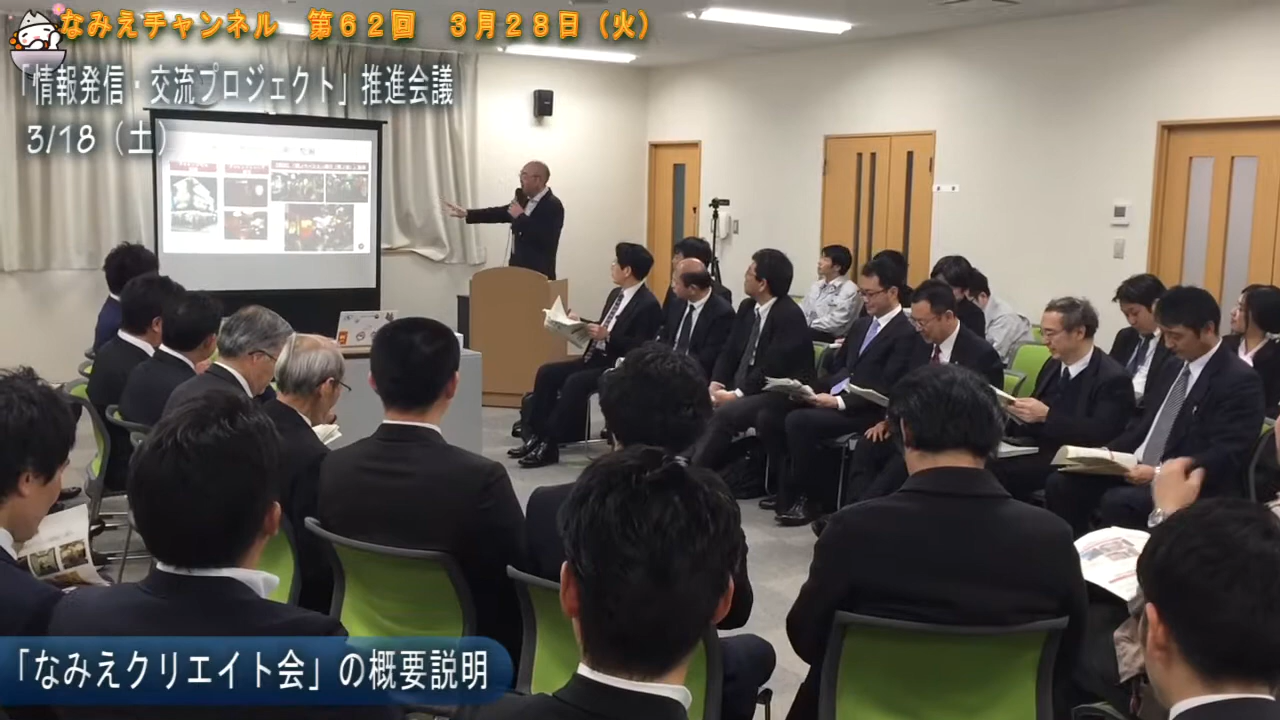 なみえチャンネル　第６２回　３月２８日（火）
「情報発信・交流プロジェクト」推進会議
3/18（土）
「なみえクリエイト会」の概要説明